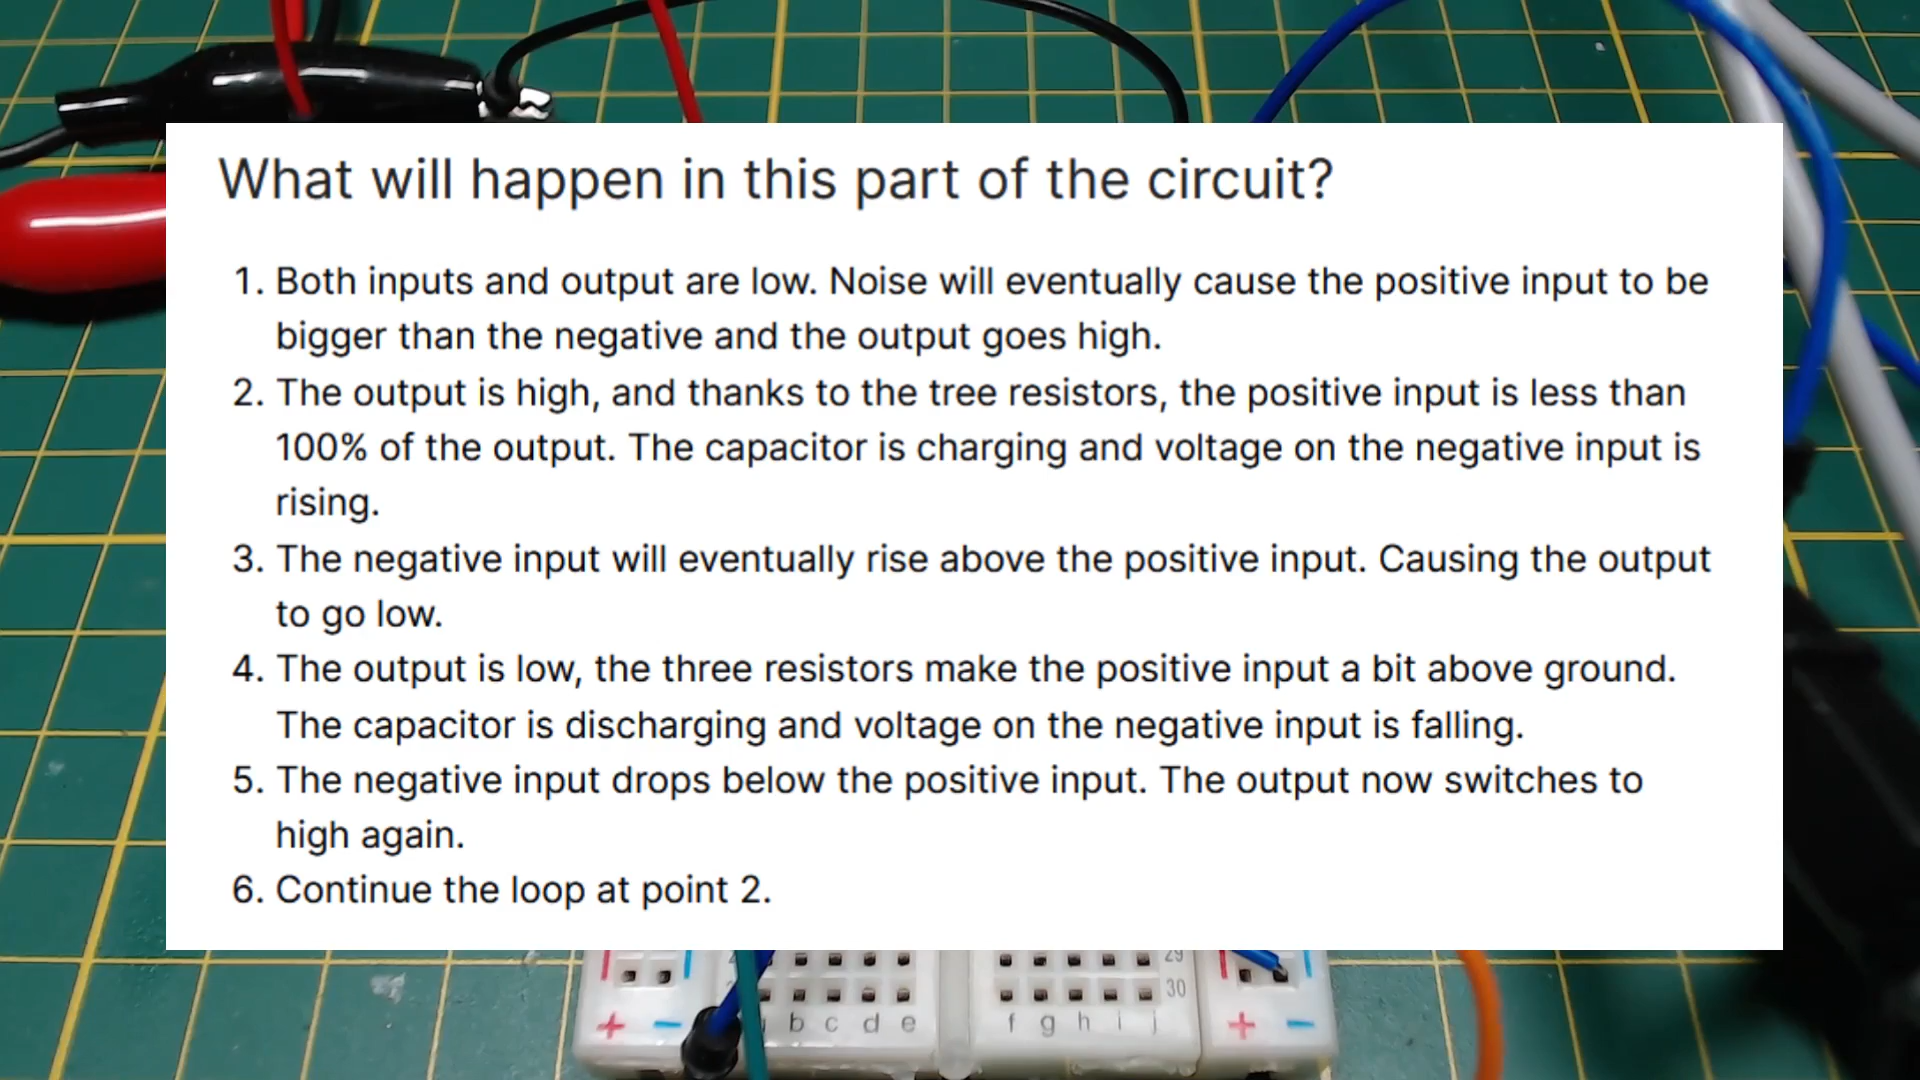 What will happen in this part of the circuit?
1. Both inputs and output are low. Noise will eventually cause the positive input to be
bigger than the negative and the output goes high.
2. The output is high, and thanks to the tree resistors, the positive input is less than
100% of the output. The capacitor is charging and voltage on the negative input is
rising.
3. The negative input will eventually rise above the positive input. Causing the output
to go low.
4. The output is low, the three resistors make the positive input a bit above ground.
The capacitor is discharging and voltage on the negative input is falling.
5. The negative input drops below the positive input. The output now switches to
high again.
6. Continue the loop at point 2.
29
30
+ − b c d e f g h i j + −